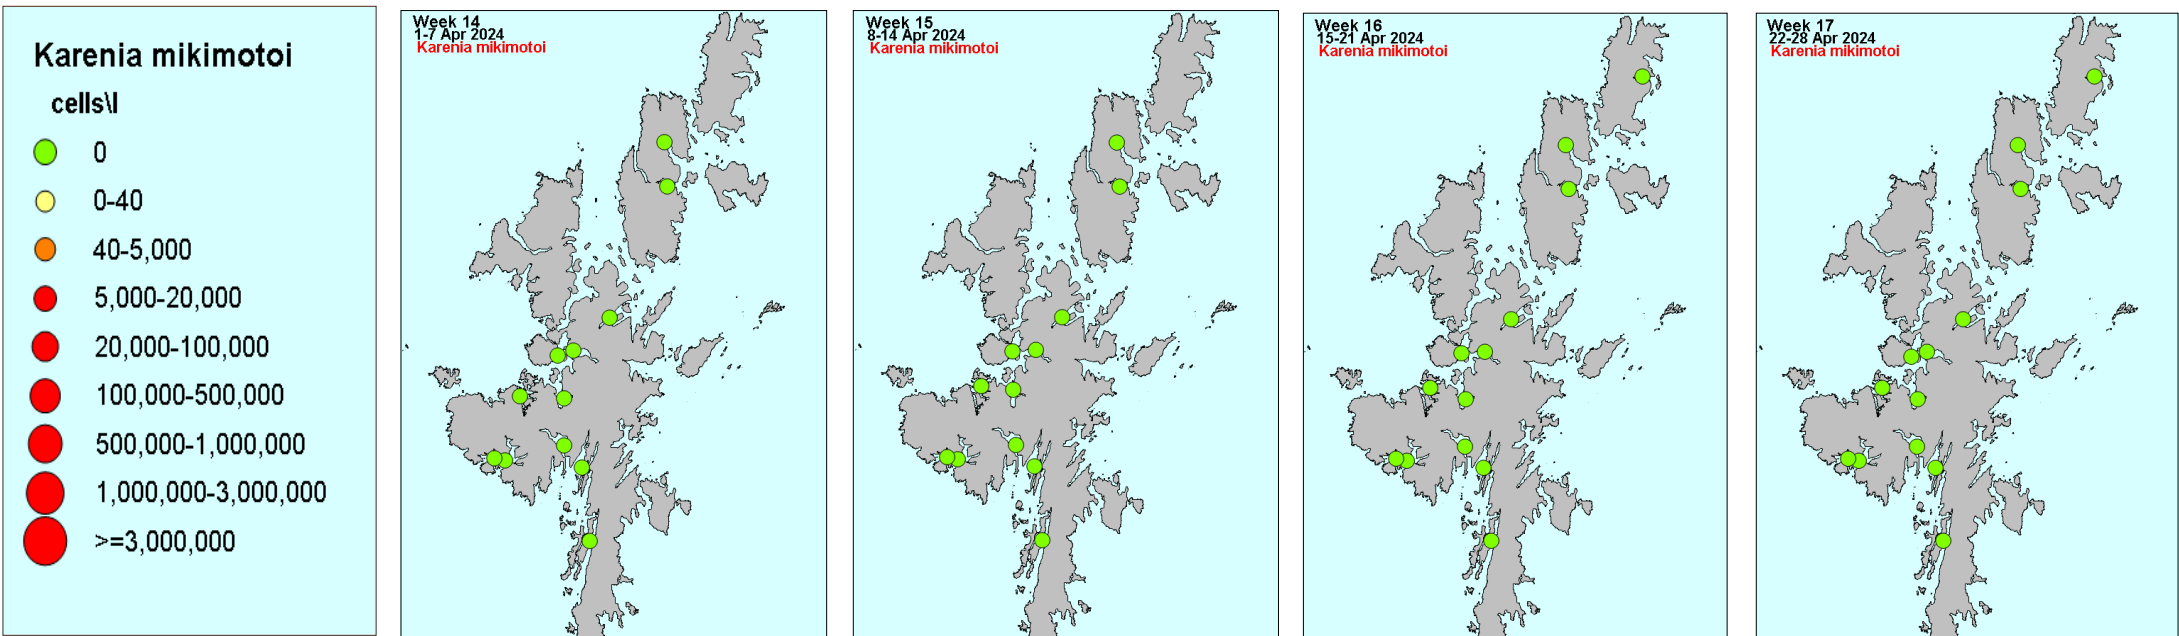 Karenia mikimotoi
cells\l
0
0-40
40-5,000
5,000-20,000
20,000-100,000
100,000-500,000
500,000-1,000,000
1,000,000-3,000,000
>=3,000,000
Week 14
1-7 Apr 2024
Karenia mikimotoi
Week 15
8-14 Apr 2024
Karenia mikimotoi
Week 16
15-21 Apr 2024
Karenia mikimotoi
Week 17
22-28 Apr 2024
Karenia mikimotoi